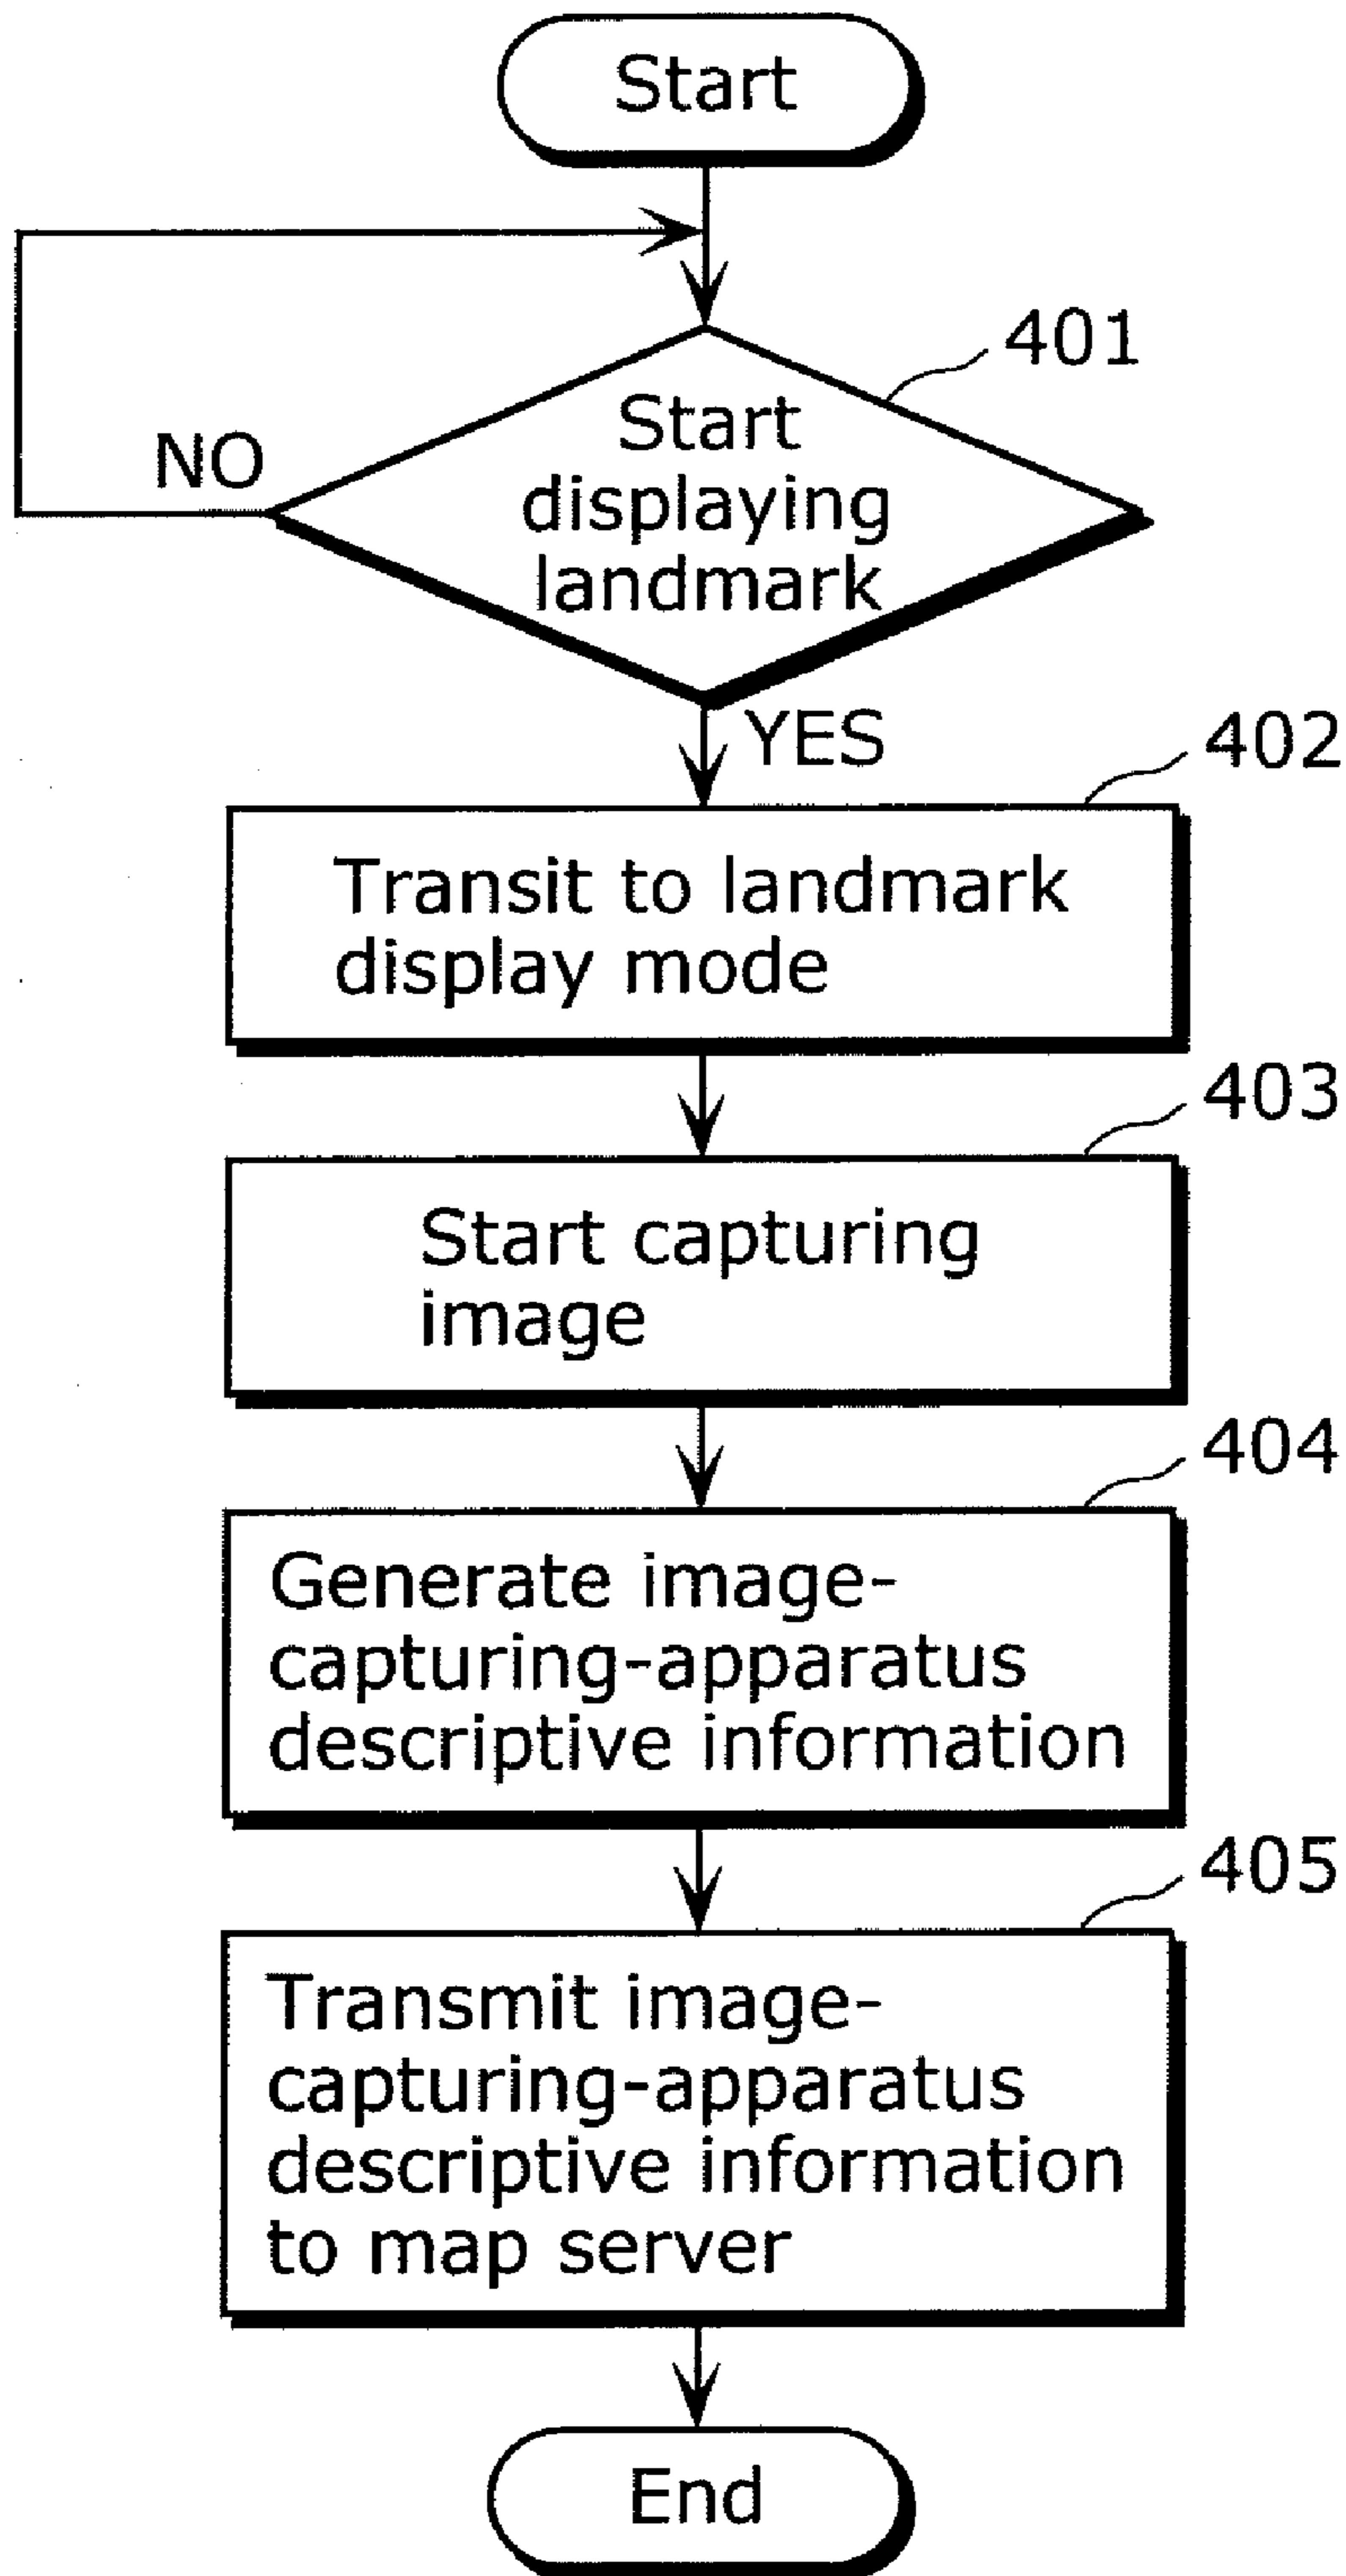 Start
401
Start
displaying
landmark
NO
YES
402
Transit to landmark
display mode
403
Start capturing
image
404
Generate image-
capturing-apparatus
descriptive information
405
Transmit image-
capturing-apparatus
descriptive information
to map server
End